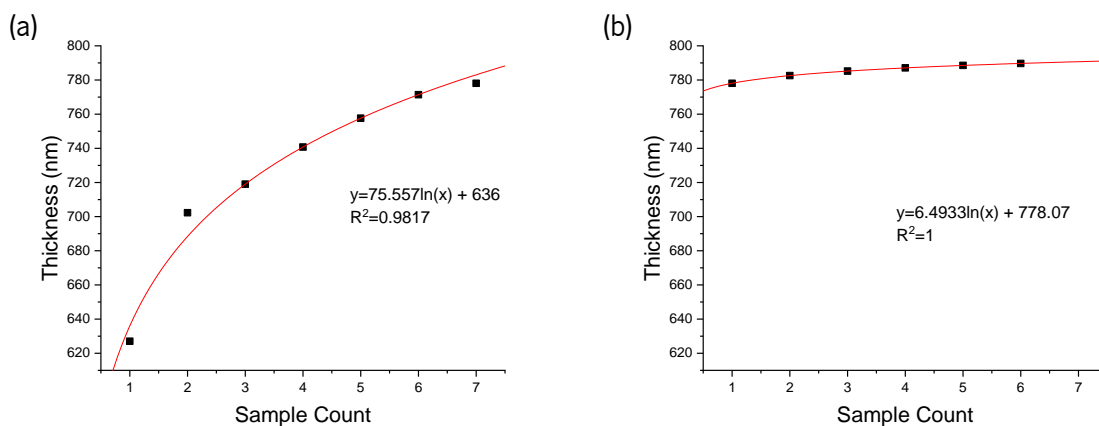 (a)
800
780
760
740
720
700
680
660
640
620
Thickness (nm)
y=75.557ln(x) + 636
R²=0.9817
1 2 3 4 5 6 7
Sample Count
(b)
800
780
760
740
720
700
680
660
640
620
Thickness (nm)
y=6.4933ln(x) + 778.07
R²=1
1 2 3 4 5 6 7
Sample Count